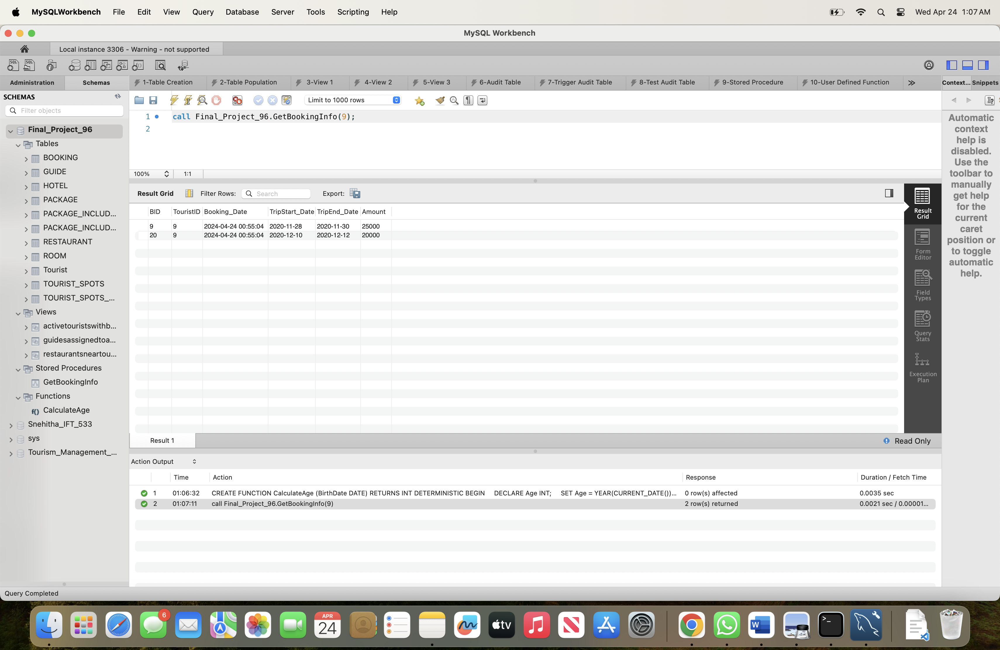 MySQLWorkbench File Edit View Query Database Server Tools Scripting Help Wed Apr 24 1:07 AM
MySQL Workbench
Local instance 3306 - Warning - not supported
Administration Schemas 1-Table Creation 2-Table Population 3-View 1 4-View 2 5-View 3 6-Audit Table 7-Trigger Audit Table 8-Test Audit Table 9-Stored Procedure 10-User Defined Function Context... Snippets
SCHEMAS
Filter objects
Final_Project_96
Tables
BOOKING
GUIDE
HOTEL
PACKAGE
PACKAGE_INCLUD...
PACKAGE_INCLUD...
RESTAURANT
ROOM
Tourist
TOURIST_SPOTS
TOURIST_SPOTS_...
Views
activetouristswithb...
guidesassignedtoa...
restaurantsneartou...
Stored Procedures
GetBookingInfo
Functions
CalculateAge
Snehitha_IFT_533
sys
Tourism_Management_...
Limit to 1000 rows
1 call Final_Project_96.GetBookingInfo(9);
2
100% 1:1
Result Grid Filter Rows: Search Export:
BID TouristID Booking_Date TripStart_Date TripEnd_Date Amount
9 9 2024-04-24 00:55:04 2020-11-28 2020-11-30 25000
20 9 2024-04-24 00:55:04 2020-12-10 2020-12-12 20000
Result
Grid
Form
Editor
Field
Types
Query
Stats
Execution
Plan
Automatic
context
help is
disabled.
Use the
toolbar to
manually
get help
for the
current
caret
position or
to toggle
automatic
help.
Result 1 Read Only
Action Output
Time Action Response Duration / Fetch Time
1 01:06:32 CREATE FUNCTION CalculateAge (BirthDate DATE) RETURNS INT DETERMINISTIC BEGIN DECLARE Age INT; SET Age = YEAR(CURRENT_DATE())... 0 row(s) affected 0.0035 sec
2 01:07:11 call Final_Project_96.GetBookingInfo(9) 2 row(s) returned 0.0021 sec / 0.00001...
Query Completed
6
APR
24
tv
W